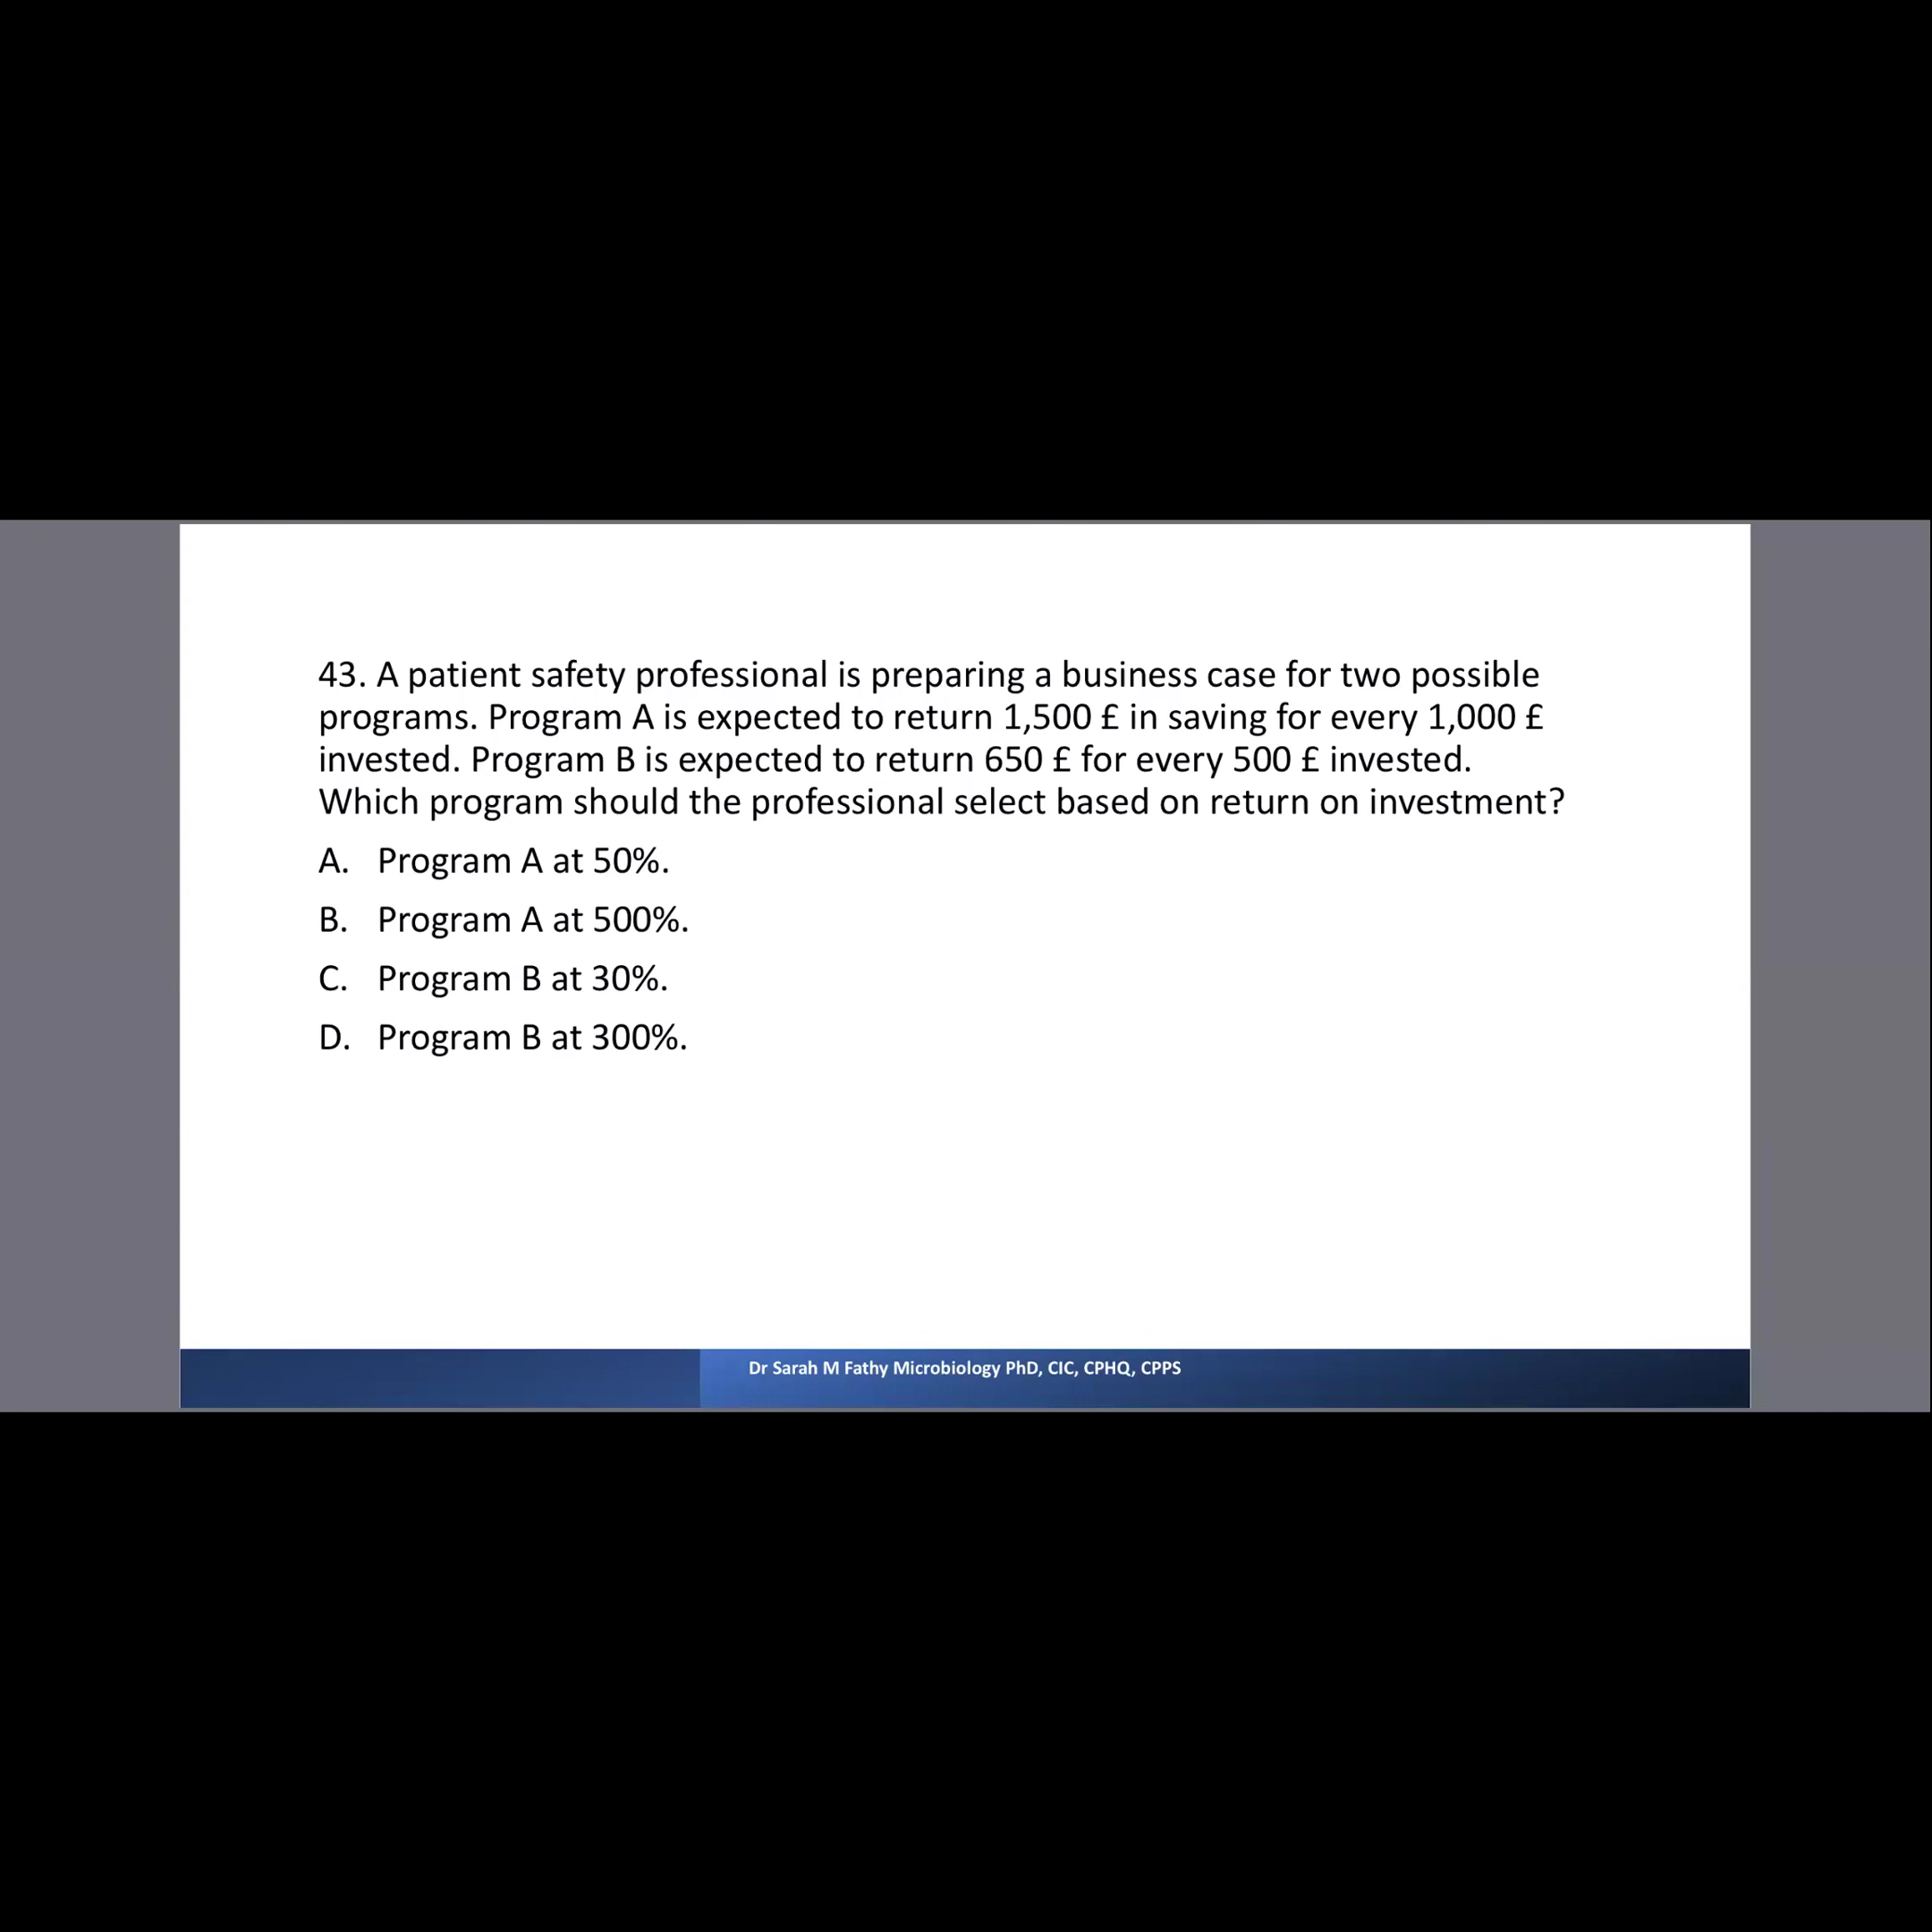 43. A patient safety professional is preparing a business case for two possible
programs. Program A is expected to return 1,500 £ in saving for every 1,000 £
invested. Program B is expected to return 650 £ for every 500 £ invested.
Which program should the professional select based on return on investment?
A. Program A at 50%.
B. Program A at 500%.
C. Program B at 30%.
D. Program B at 300%.
Dr Sarah M Fathy Microbiology PhD, CIC, CPHQ, CPPS